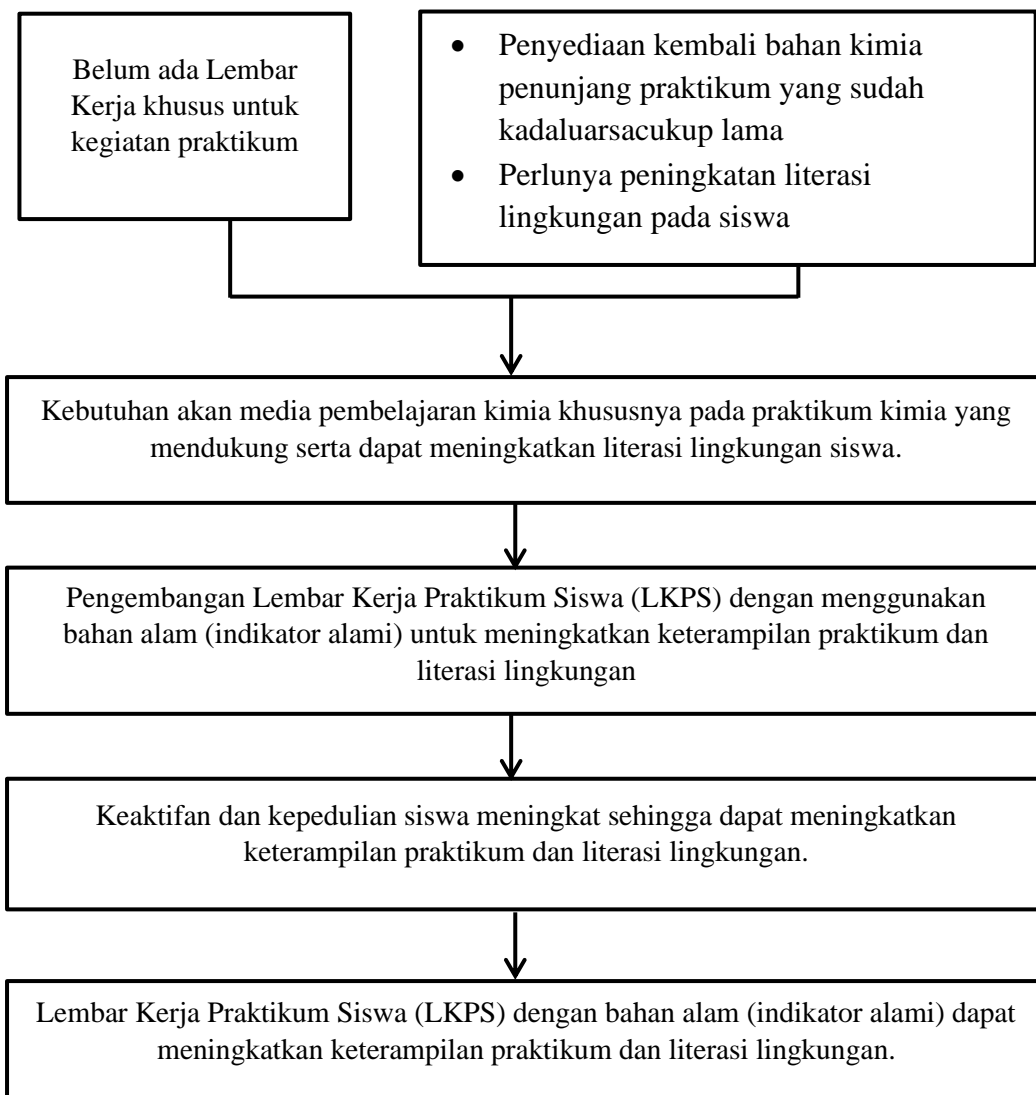 Belum ada Lembar
Kerja khusus untuk
kegiatan praktikum
• Penyediaan kembali bahan kimia
penunjang praktikum yang sudah
kadaluarsacukup lama
• Perlunya peningkatan literasi
lingkungan pada siswa
Kebutuhan akan media pembelajaran kimia khususnya pada praktikum kimia yang
mendukung serta dapat meningkatkan literasi lingkungan siswa.
Pengembangan Lembar Kerja Praktikum Siswa (LKPS) dengan menggunakan
bahan alam (indikator alami) untuk meningkatkan keterampilan praktikum dan
literasi lingkungan
Keaktifan dan kepedulian siswa meningkat sehingga dapat meningkatkan
keterampilan praktikum dan literasi lingkungan.
Lembar Kerja Praktikum Siswa (LKPS) dengan bahan alam (indikator alami) dapat
meningkatkan keterampilan praktikum dan literasi lingkungan.